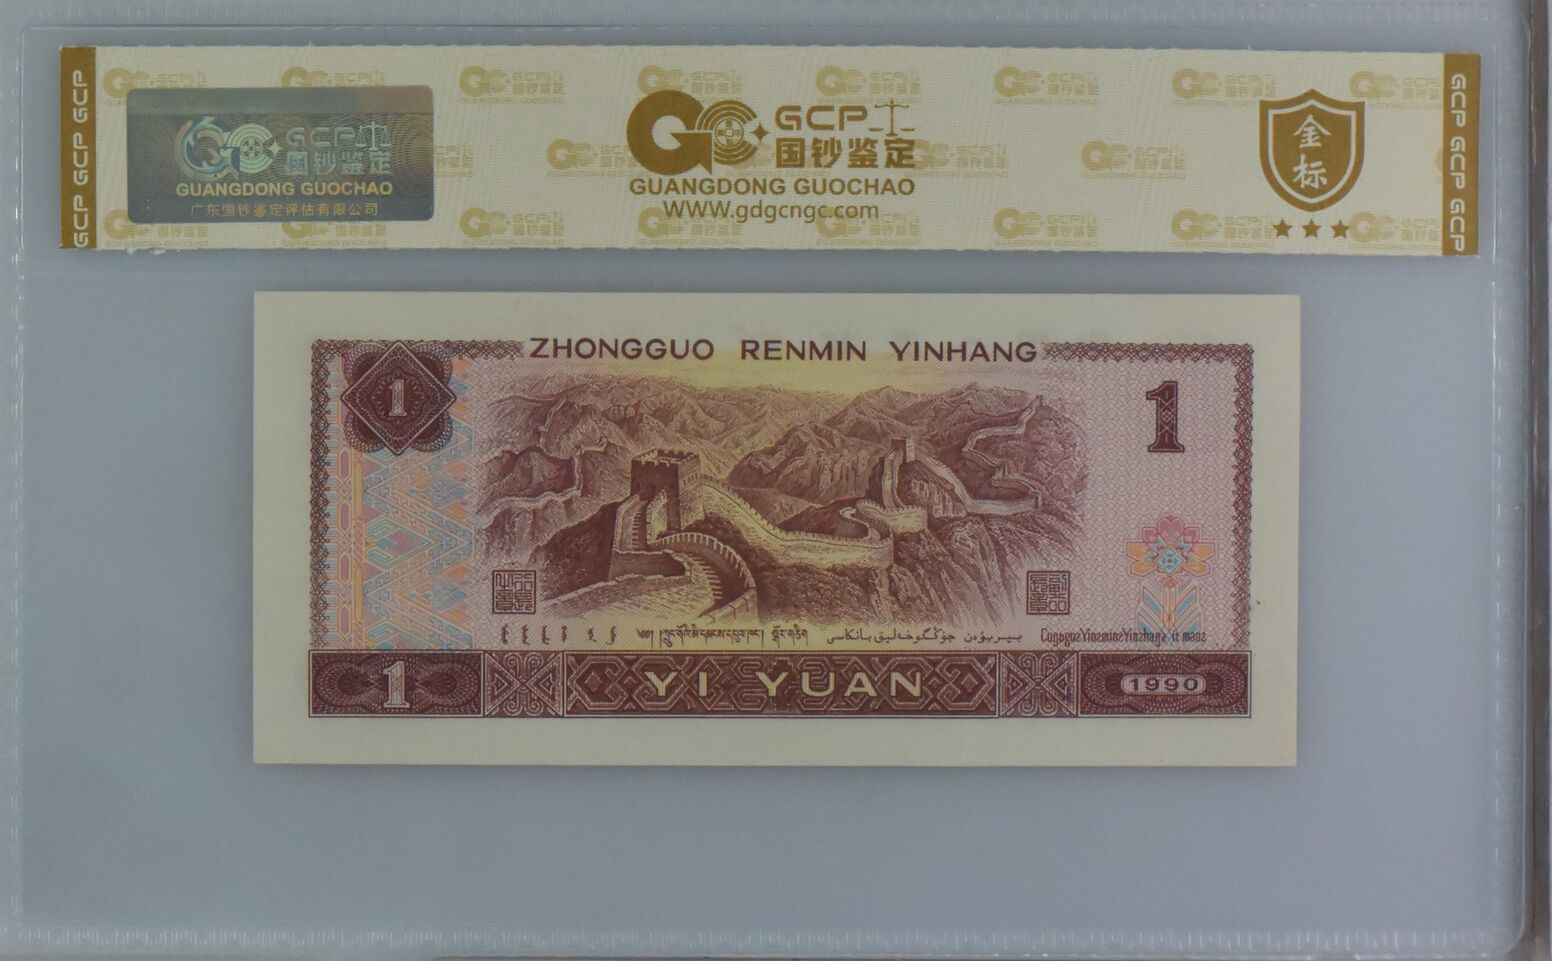 GCP GCP GCP
GCP
国钞鉴定
GUANGDONG GUOCHAO
广东国钞鉴定评估有限公司
GCP
国钞鉴定
GUANGDONG GUOCHAO
WWW.gdgcngc.com
金
标
GCP GCP GCP
ZHONGGUO RENMIN YINHANG
1
1
1
YI YUAN
1990